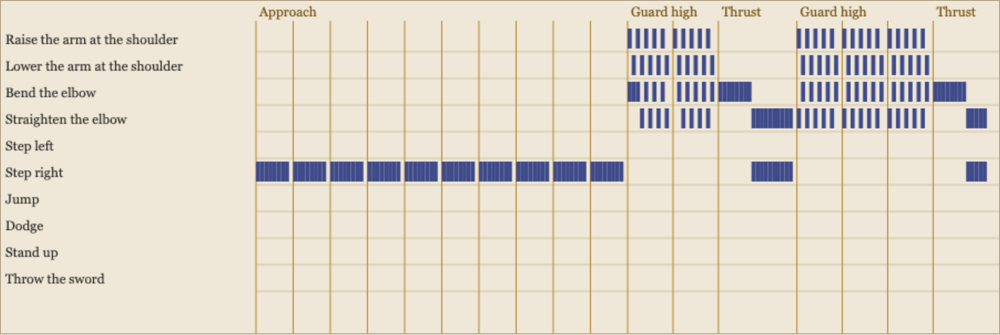 Approach Guard high Thrust Guard high Thrust
Raise the arm at the shoulder
Lower the arm at the shoulder
Bend the elbow
Straighten the elbow
Step left
Step right
Jump
Dodge
Stand up
Throw the sword